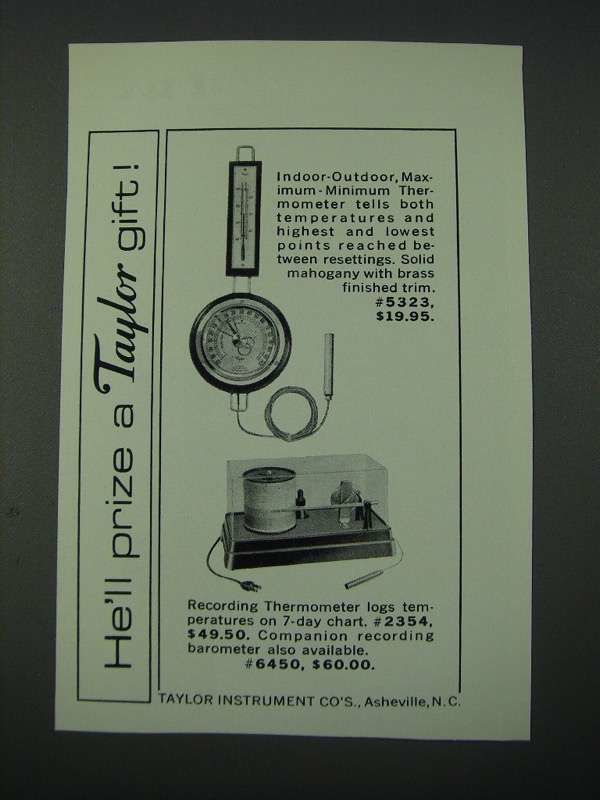 He'll prize a Taylor gift!
Indoor-Outdoor, Max-
imum-Minimum Ther-
mometer tells both
temperatures and
highest and lowest
points reached be-
tween resettings. Solid
mahogany with brass
finished trim.
#5323,
$19.95.
Recording Thermometer logs tem-
peratures on 7-day chart. #2354,
$49.50. Companion recording
barometer also available.
#6450, $60.00.
TAYLOR INSTRUMENT CO'S., Asheville, N.C.